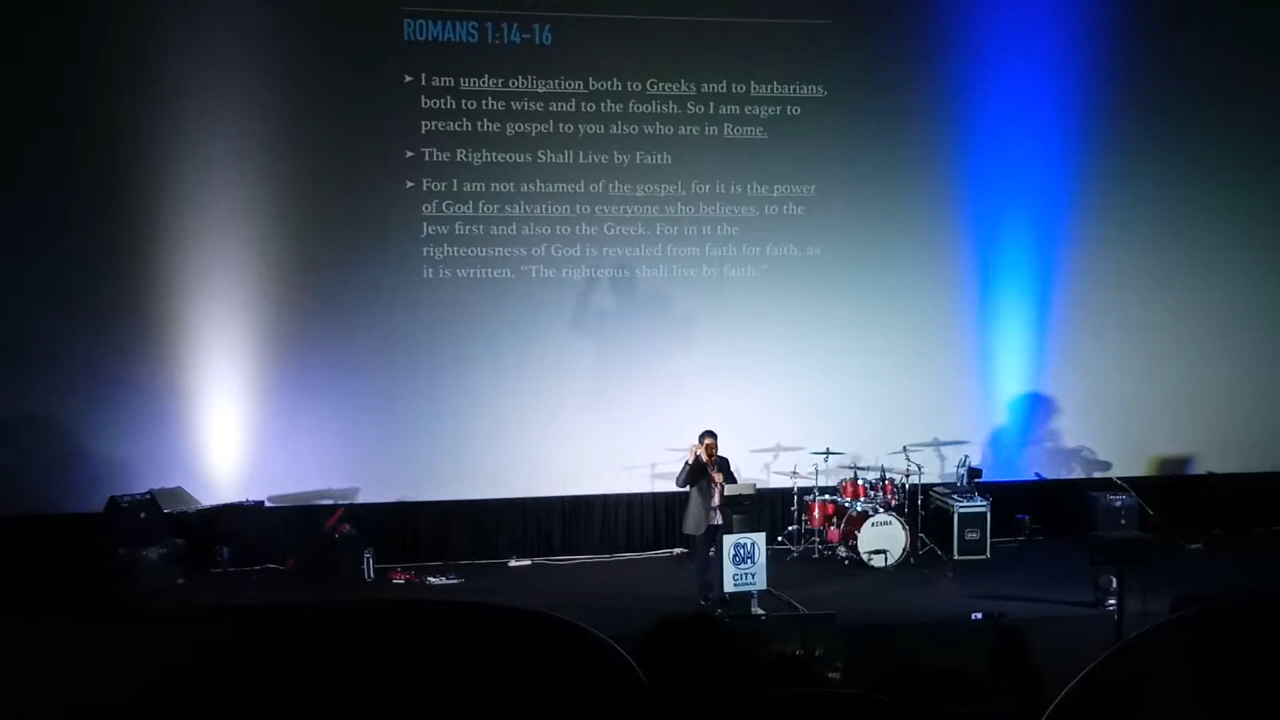 ROMANS 1:14-16
➤ I am under obligation both to Greeks and to barbarians,
both to the wise and to the foolish. So I am eager to
preach the gospel to you also who are in Rome.
➤ The Righteous Shall Live by Faith
➤ For I am not ashamed of the gospel, for it is the power
of God for salvation to everyone who believes, to the
Jew first and also to the Greek. For in it the
righteousness of God is revealed from faith for faith, as
it is written, “The righteous shall live by faith.”
TAMA
SM
CITY